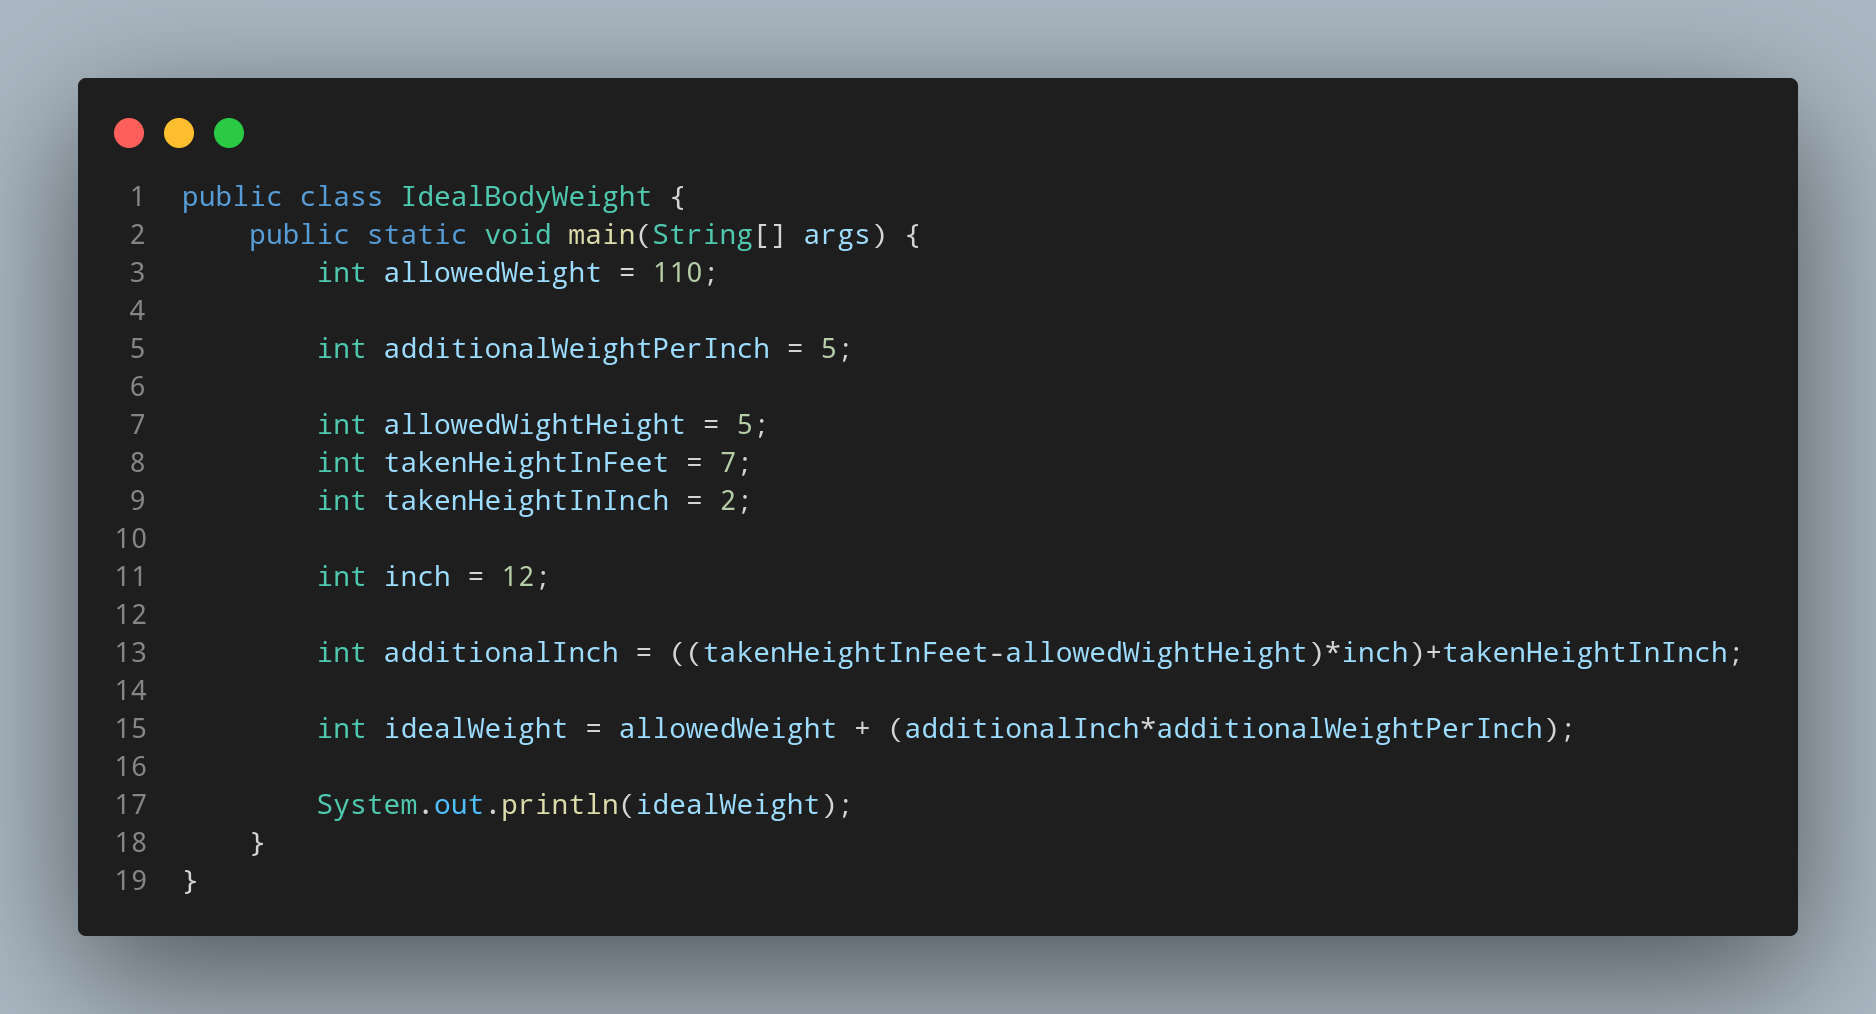 1 public class IdealBodyWeight {
2     public static void main(String[] args) {
3         int allowedWeight = 110;
4
5         int additionalWeightPerInch = 5;
6
7         int allowedWightHeight = 5;
8         int takenHeightInFeet = 7;
9         int takenHeightInInch = 2;
10
11         int inch = 12;
12
13         int additionalInch = ((takenHeightInFeet-allowedWightHeight)*inch)+takenHeightInInch;
14
15         int idealWeight = allowedWeight + (additionalInch*additionalWeightPerInch);
16
17         System.out.println(idealWeight);
18     }
19 }